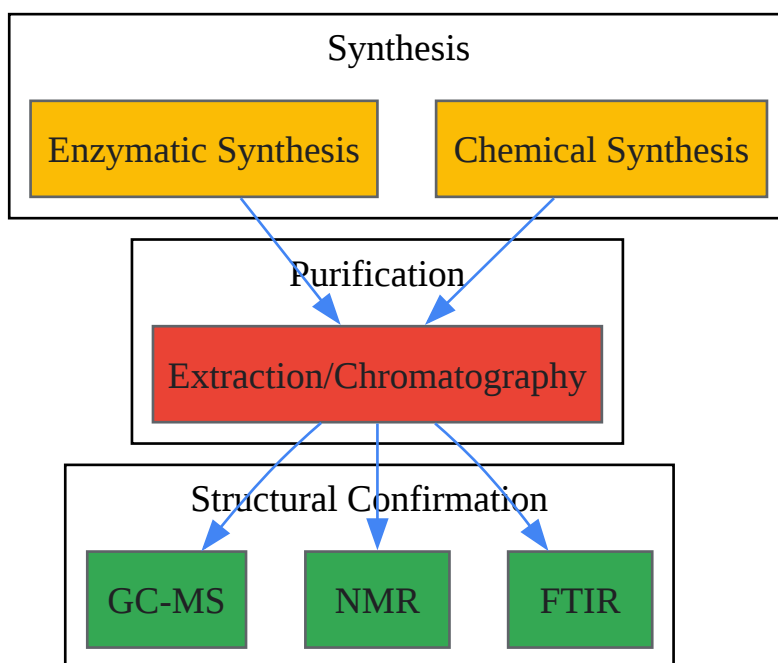 Synthesis
Enzymatic Synthesis
Chemical Synthesis
Purification
Extraction/Chromatography
Structural Confirmation
GC-MS
NMR
FTIR